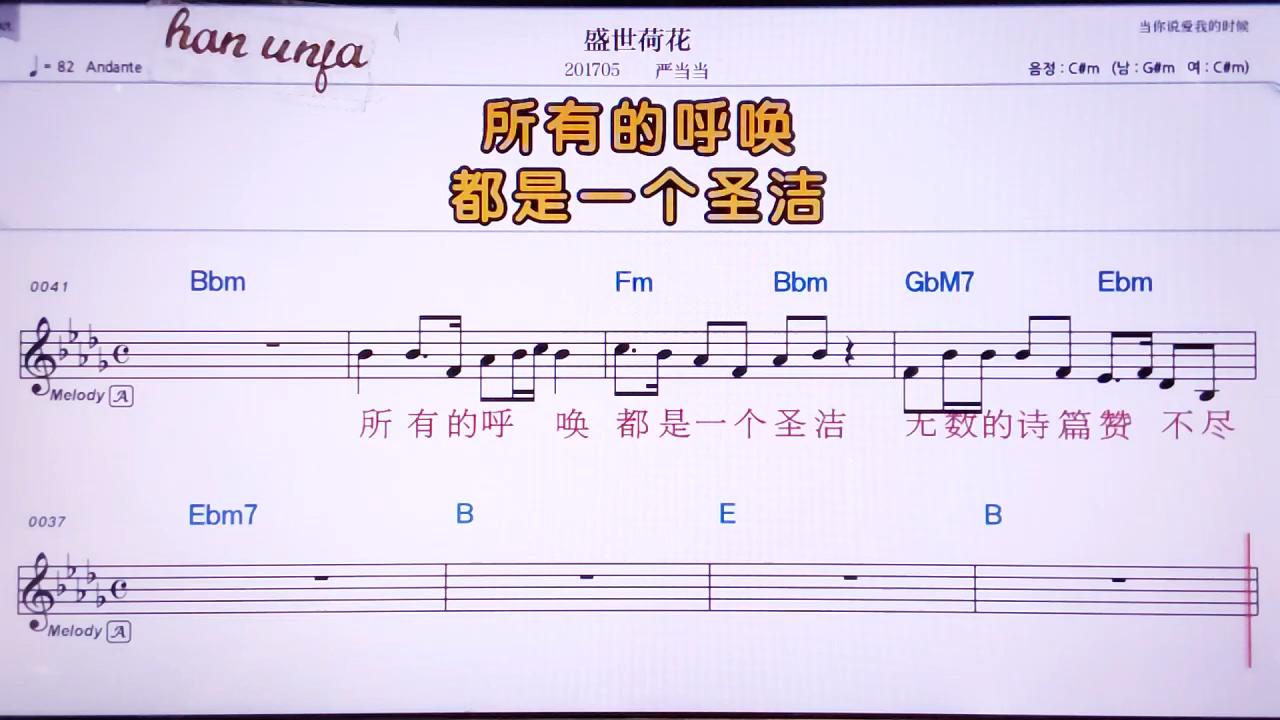 han unfa
盛世荷花
当你说爱我的时候
♩= 82 Andante
201705 严当当
음정 : C#m (남 : G#m 여 : C#m)
所有的呼唤
都是一个圣洁
0041 Bbm Fm Bbm GbM7 Ebm
Melody A
所有的呼唤都是一个圣洁 无数的诗篇赞不尽
0037 Ebm7 B E B
Melody A